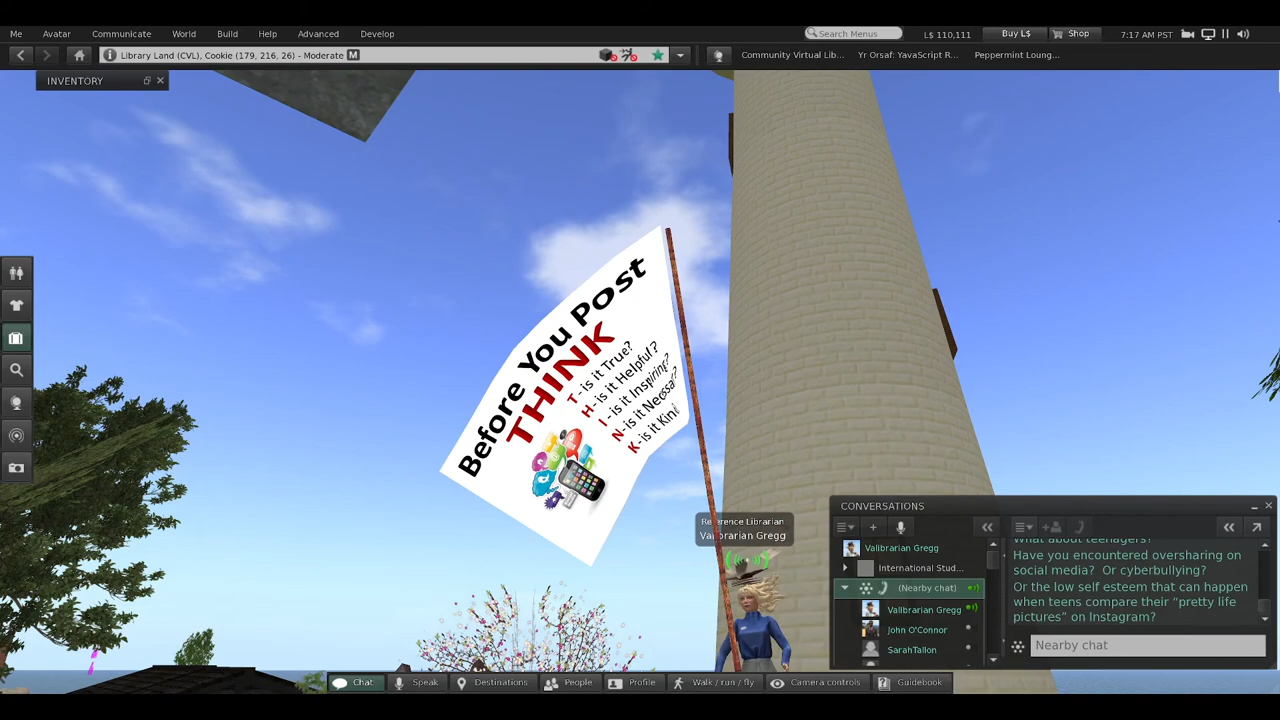 Me Avatar Communicate World Build Help Advanced Develop
Search Menus
L$ 110,111
Buy L$
Shop
7:17 AM PST
Library Land (CVL), Cookie (179, 216, 26) - Moderate M
Community Virtual Lib...
Yr Orsaf: YavaScript R...
Peppermint Loung...
INVENTORY
Before You Post
THINK
T - is it True?
H - is it Helpful?
I - is it Inspiring?
N - is it
K - is it
Reference Librarian
Valibrarian Gregg
CONVERSATIONS
Valibrarian Gregg
International Stud...
(Nearby chat)
Valibrarian Gregg
John O'Connor
SarahTallon
What about teenagers?
Have you encountered oversharing on
social media? Or cyberbullying?
Or the low self esteem that can happen
when teens compare their “pretty life
pictures” on Instagram?
Nearby chat
Chat
Speak
Destinations
People
Profile
Walk / run / fly
Camera controls
Guidebook